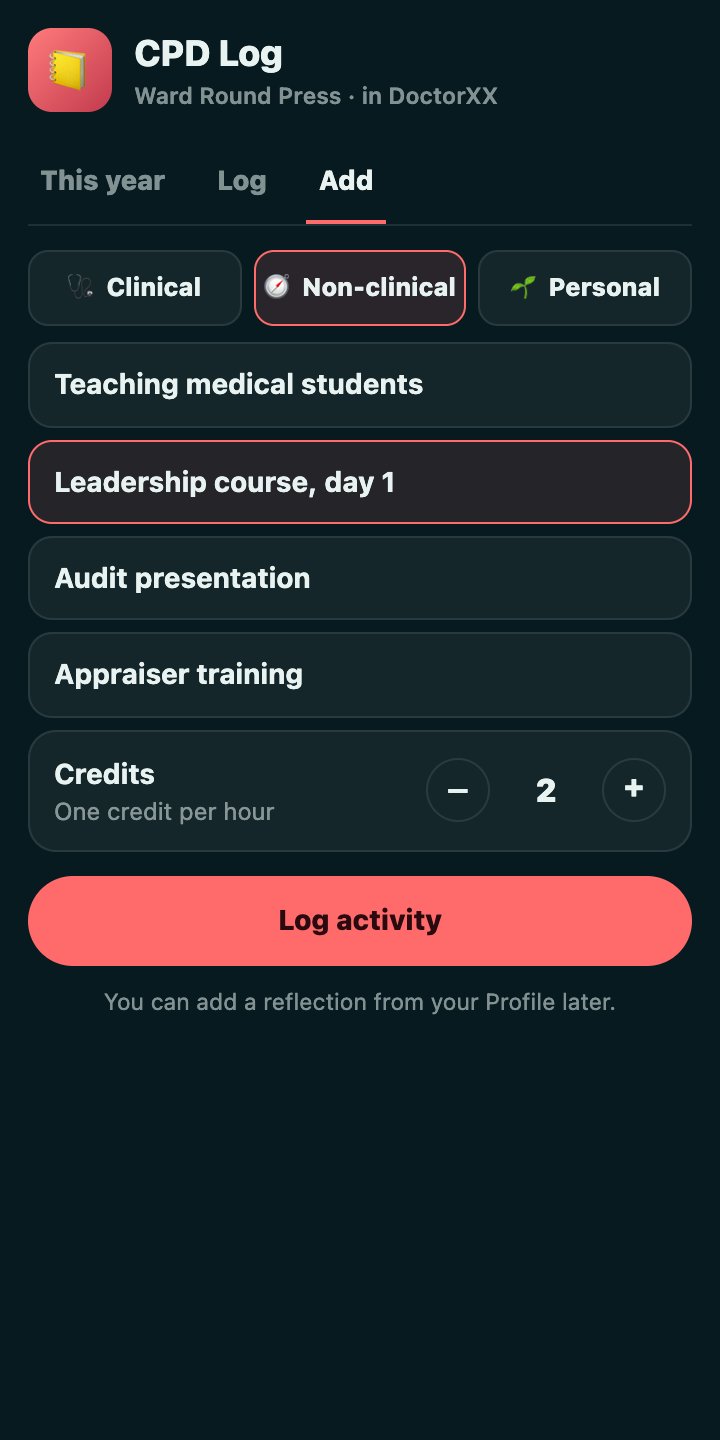 CPD Log
Ward Round Press · in DoctorXX
This year
Log
Add
Clinical
Non-clinical
Personal
Teaching medical students
Leadership course, day 1
Audit presentation
Appraiser training
Credits
One credit per hour
–
2
+
Log activity
You can add a reflection from your Profile later.